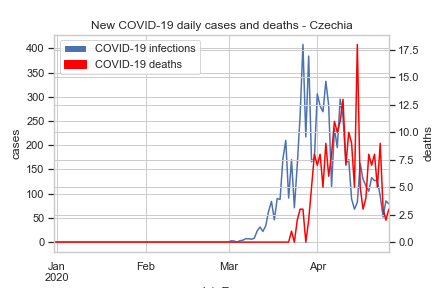 New COVID-19 daily cases and deaths - Czechia
COVID-19 infections
COVID-19 deaths
cases
deaths
400
350
300
250
200
150
100
50
0
17.5
15.0
12.5
10.0
7.5
5.0
2.5
0.0
Jan
2020
Feb
Mar
Apr